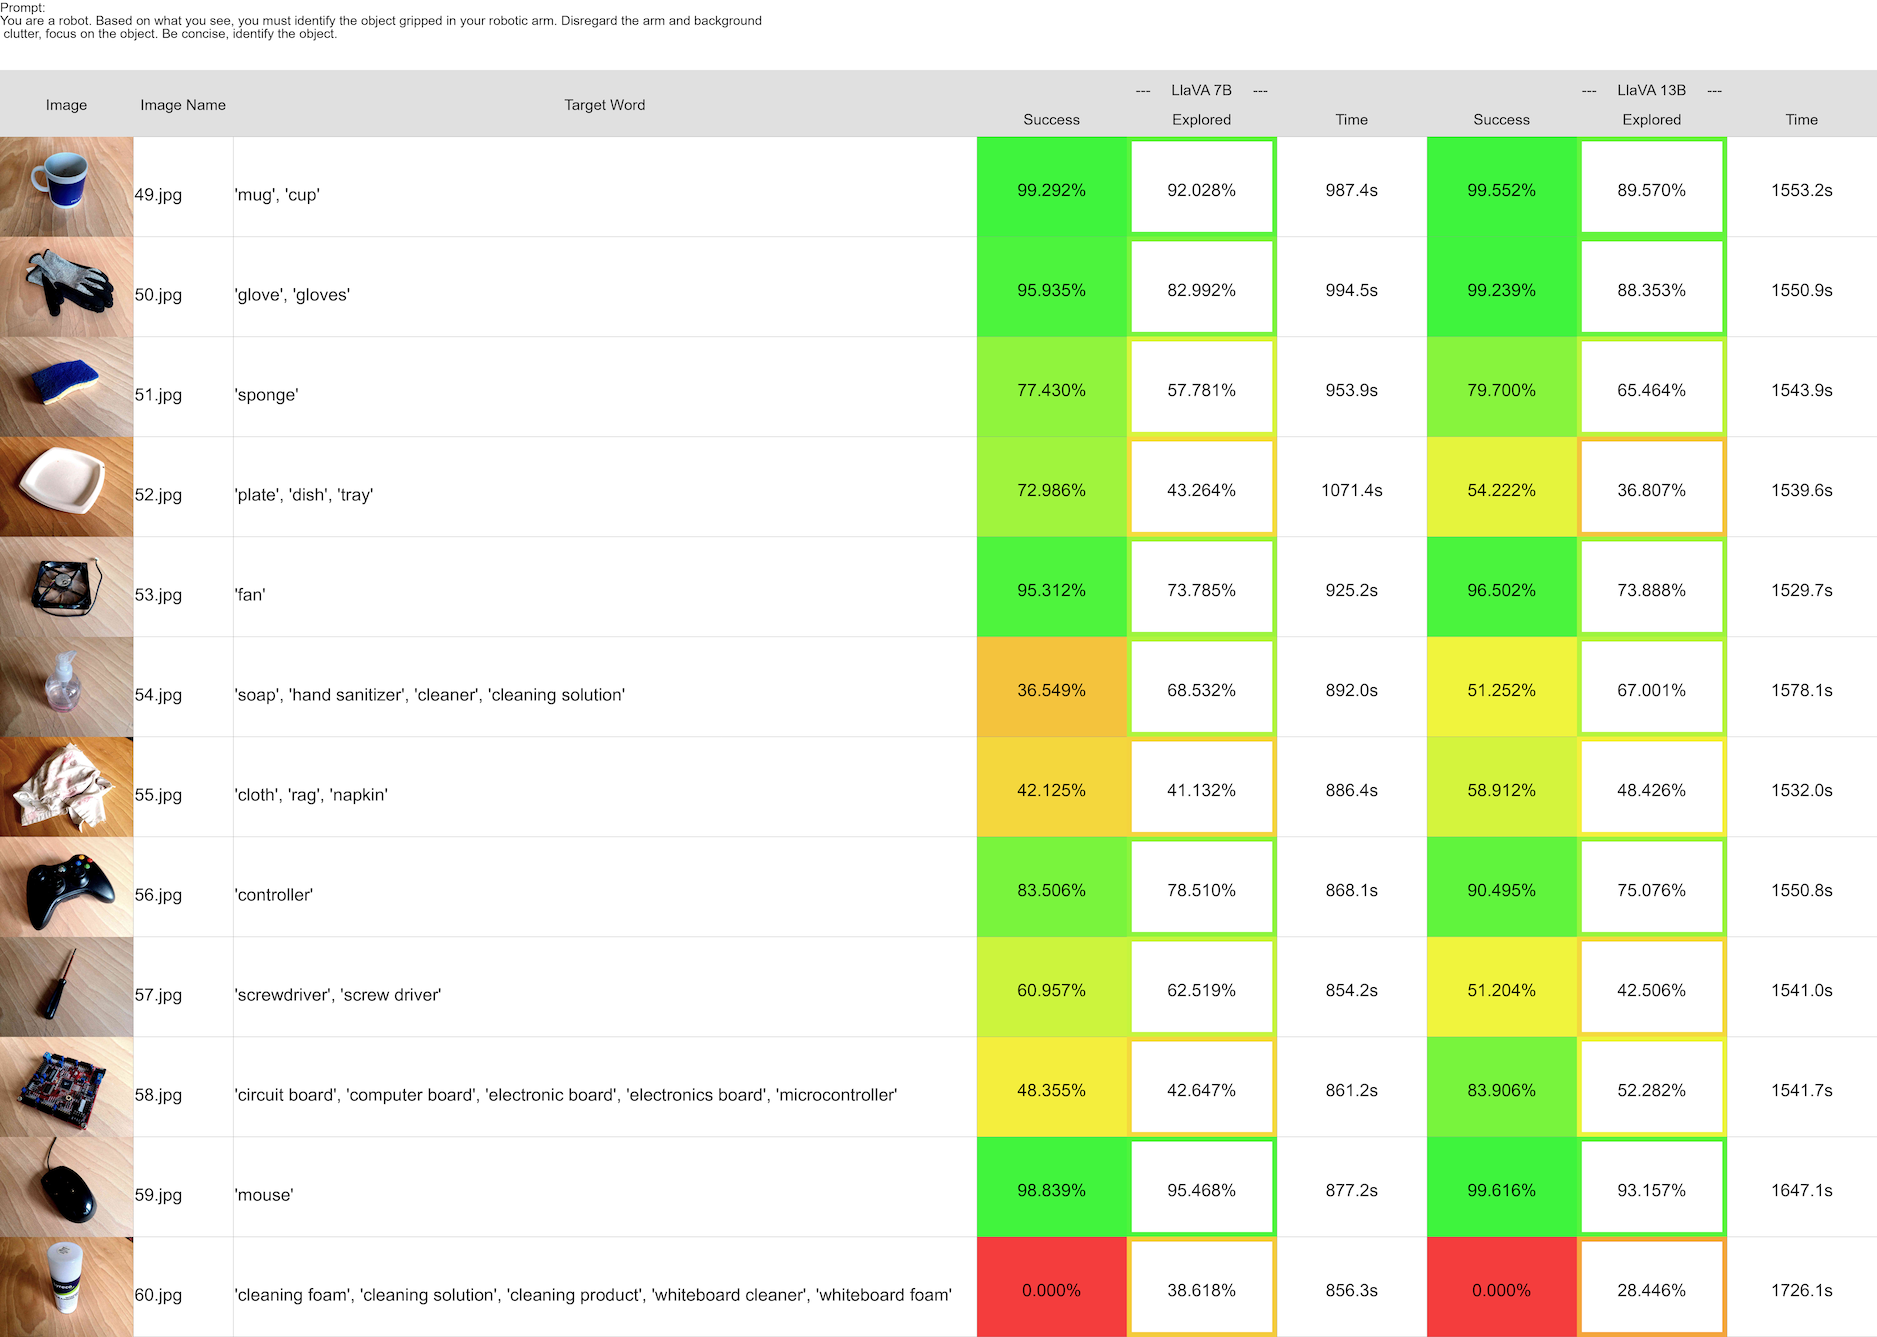 Prompt:
You are a robot. Based on what you see, you must identify the object gripped in your robotic arm. Disregard the arm and background
clutter, focus on the object. Be concise, identify the object.
--- LlaVA 7B --- --- LlaVA 13B ---
Image Image Name Target Word
Success Explored Time Success Explored Time
49.jpg 'mug', 'cup' 99.292% 92.028% 987.4s 99.552% 89.570% 1553.2s
50.jpg 'glove', 'gloves' 95.935% 82.992% 994.5s 99.239% 88.353% 1550.9s
51.jpg 'sponge' 77.430% 57.781% 953.9s 79.700% 65.464% 1543.9s
52.jpg 'plate', 'dish', 'tray' 72.986% 43.264% 1071.4s 54.222% 36.807% 1539.6s
53.jpg 'fan' 95.312% 73.785% 925.2s 96.502% 73.888% 1529.7s
54.jpg 'soap', 'hand sanitizer', 'cleaner', 'cleaning solution' 36.549% 68.532% 892.0s 51.252% 67.001% 1578.1s
55.jpg 'cloth', 'rag', 'napkin' 42.125% 41.132% 886.4s 58.912% 48.426% 1532.0s
56.jpg 'controller' 83.506% 78.510% 868.1s 90.495% 75.076% 1550.8s
57.jpg 'screwdriver', 'screw driver' 60.957% 62.519% 854.2s 51.204% 42.506% 1541.0s
58.jpg 'circuit board', 'computer board', 'electronic board', 'electronics board', 'microcontroller' 48.355% 42.647% 861.2s 83.906% 52.282% 1541.7s
59.jpg 'mouse' 98.839% 95.468% 877.2s 99.616% 93.157% 1647.1s
60.jpg 'cleaning foam', 'cleaning solution', 'cleaning product', 'whiteboard cleaner', 'whiteboard foam' 0.000% 38.618% 856.3s 0.000% 28.446% 1726.1s